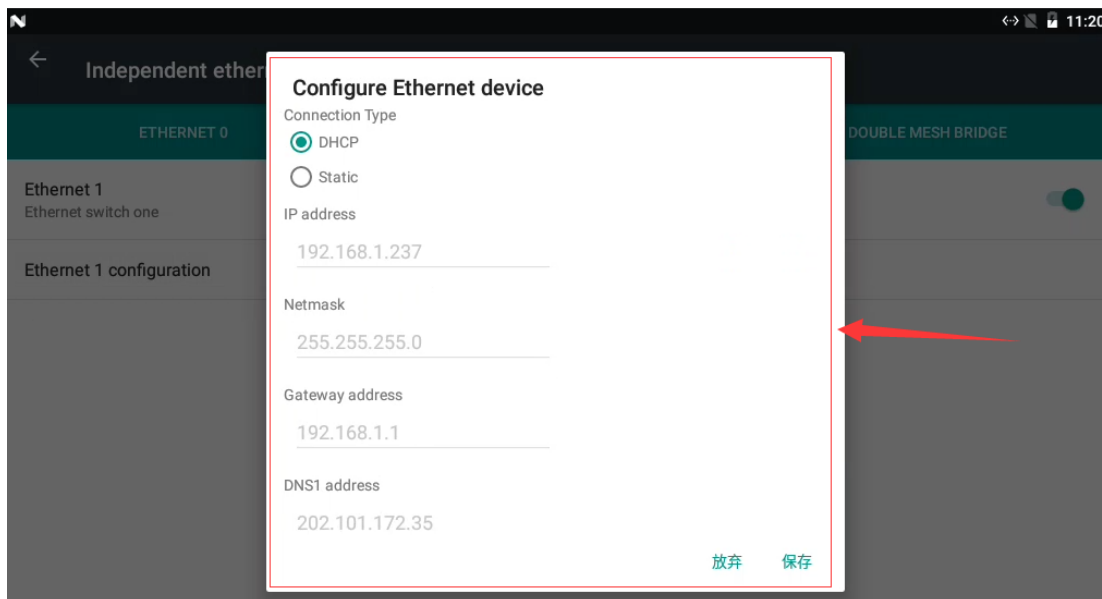 11:20
Independent ether
Configure Ethernet device
Connection Type
ETHERNET 0
DHCP
DOUBLE MESH BRIDGE
Static
Ethernet 1
Ethernet switch one
IP address
192.168.1.237
Ethernet 1 configuration
Netmask
255.255.255.0
Gateway address
192.168.1.1
DNS1 address
202.101.172.35
放弃 保存